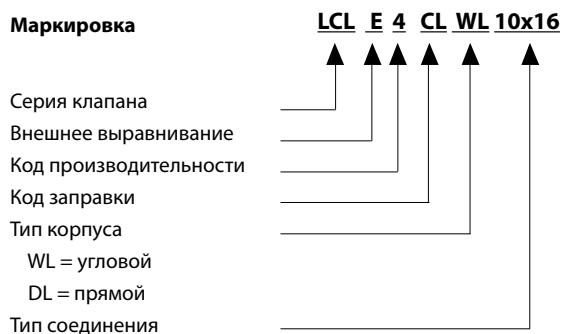 Маркировка LCL E 4 CL WL 10x16
Серия клапана
Внешнее выравнивание
Код производительности
Код заправки
Тип корпуса
WL = угловой
DL = прямой
Тип соединения